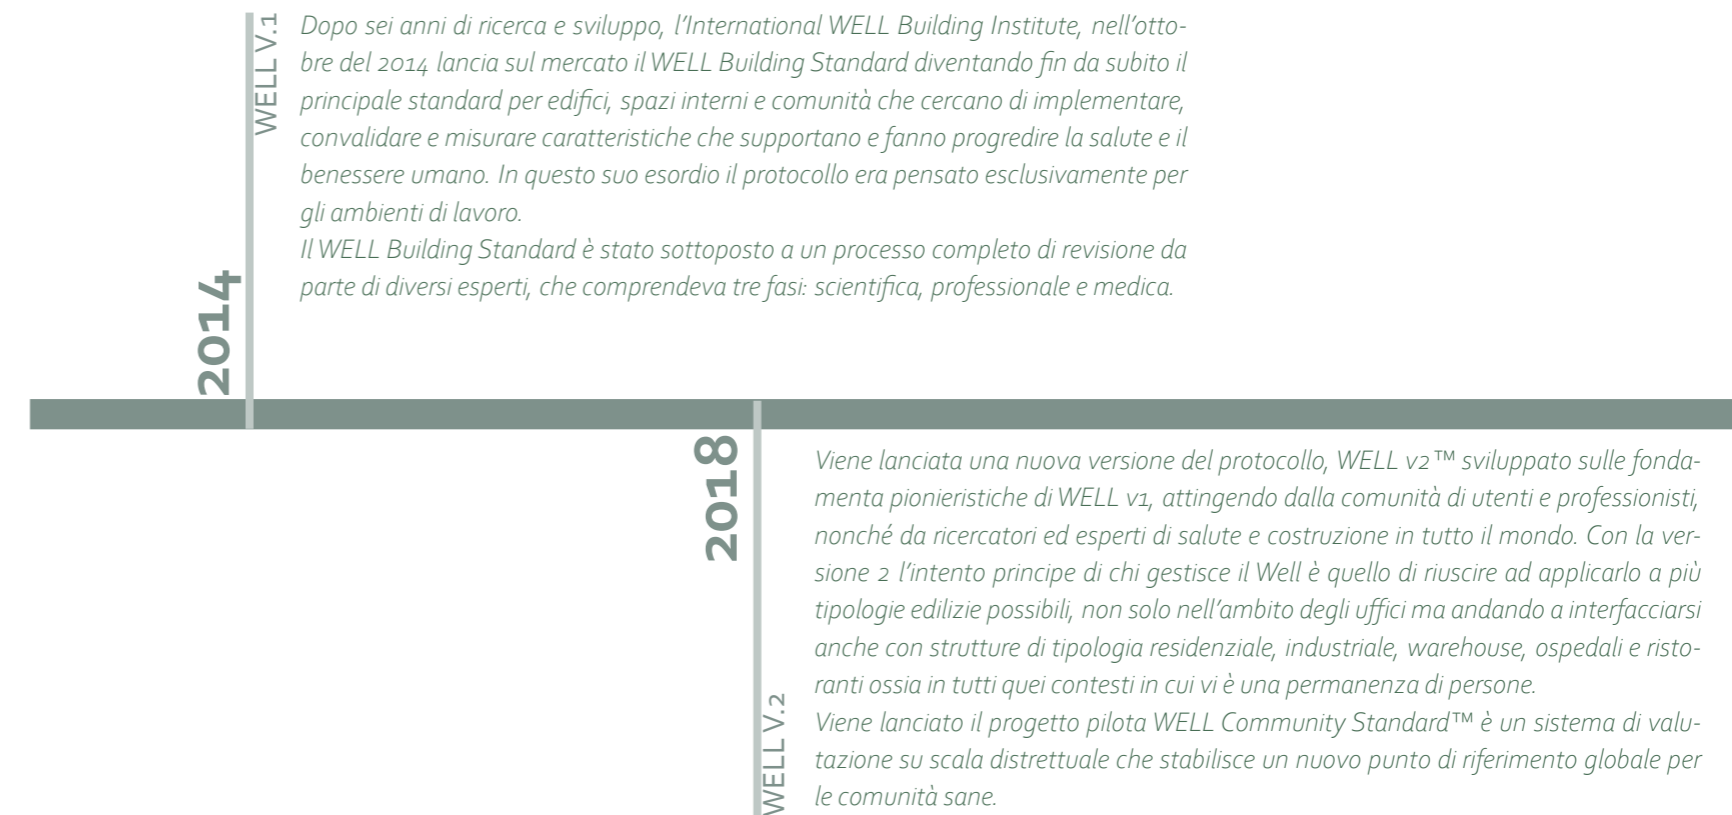 WELL V.1
Dopo sei anni di ricerca e sviluppo, l’International WELL Building Institute, nell’otto-
bre del 2014 lancia sul mercato il WELL Building Standard diventando fin da subito il
principale standard per edifici, spazi interni e comunità che cercano di implementare,
convalidare e misurare caratteristiche che supportano e fanno progredire la salute e il
benessere umano. In questo suo esordio il protocollo era pensato esclusivamente per
gli ambienti di lavoro.
Il WELL Building Standard è stato sottoposto a un processo completo di revisione da
parte di diversi esperti, che comprendeva tre fasi: scientifica, professionale e medica.
2014
2018
Viene lanciata una nuova versione del protocollo, WELL v2™ sviluppato sulle fonda-
menta pionieristiche di WELL v1, attingendo dalla comunità di utenti e professionisti,
nonché da ricercatori ed esperti di salute e costruzione in tutto il mondo. Con la ver-
sione 2 l’intento principe di chi gestisce il Well è quello di riuscire ad applicarlo a più
tipologie edilizie possibili, non solo nell’ambito degli uffici ma andando a interfacciarsi
anche con strutture di tipologia residenziale, industriale, warehouse, ospedali e risto-
ranti ossia in tutti quei contesti in cui vi è una permanenza di persone.
Viene lanciato il progetto pilota WELL Community Standard™ è un sistema di valu-
tazione su scala distrettuale che stabilisce un nuovo punto di riferimento globale per
le comunità sane.
WELL V.2